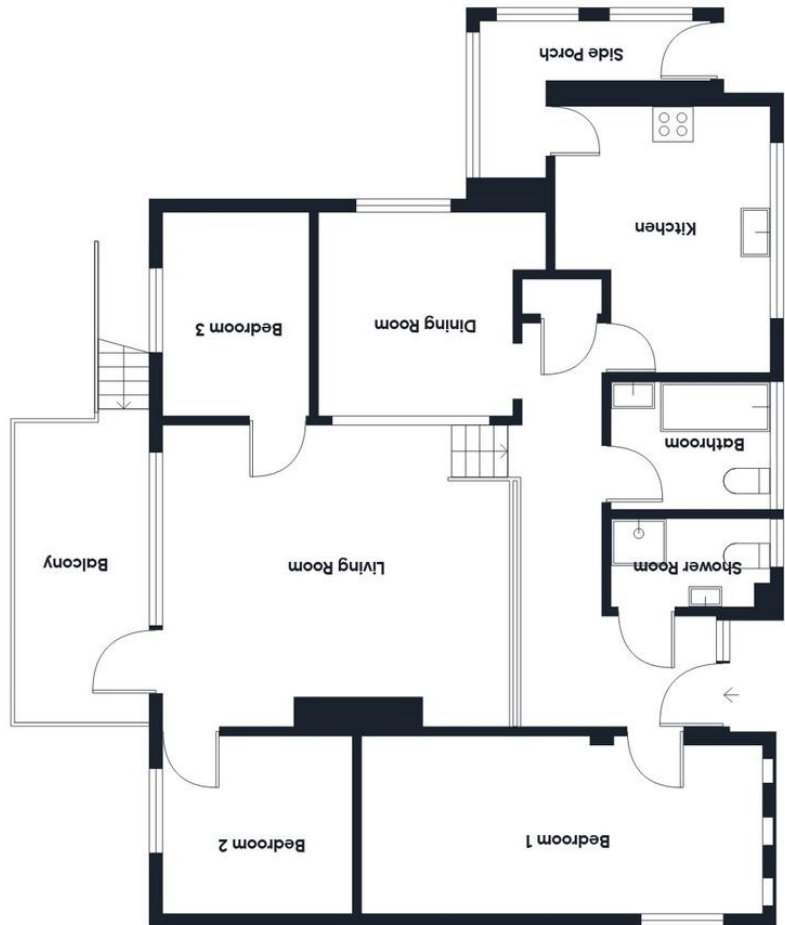 Bedroom 1
Bedroom 2
Shower Room
Living Room
Balcony
Bathroom
Dining Room
Bedroom 3
Kitchen
Side Porch